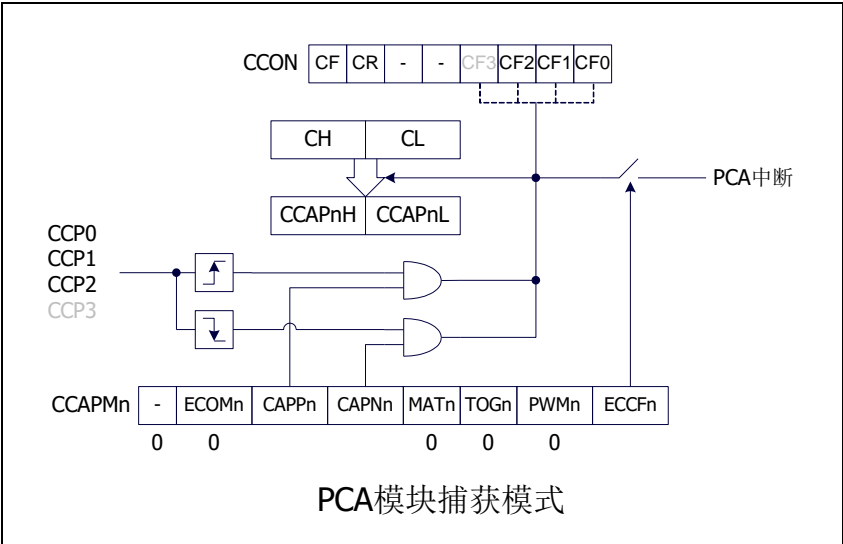 CCON CF CR - - CF3 CF2 CF1 CF0
CH CL
PCA中断
CCAPnH CCAPnL
CCP0
CCP1
CCP2
CCP3
CCAPMn - ECOMn CAPPn CAPNn MATn TOGn PWMn ECCFn
0 0 0 0 0
PCA模块捕获模式